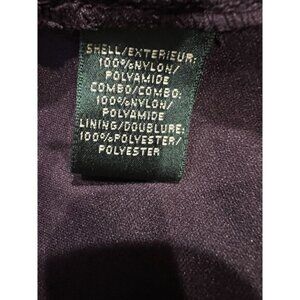 SHELL/EXTERIEUR:
100%NYLON/
POLYAMIDE
COMBO/COMBO:
100%NYLON/
POLYAMIDE
LINING/DOUBLURE:
100%POLYESTER/
POLYESTER